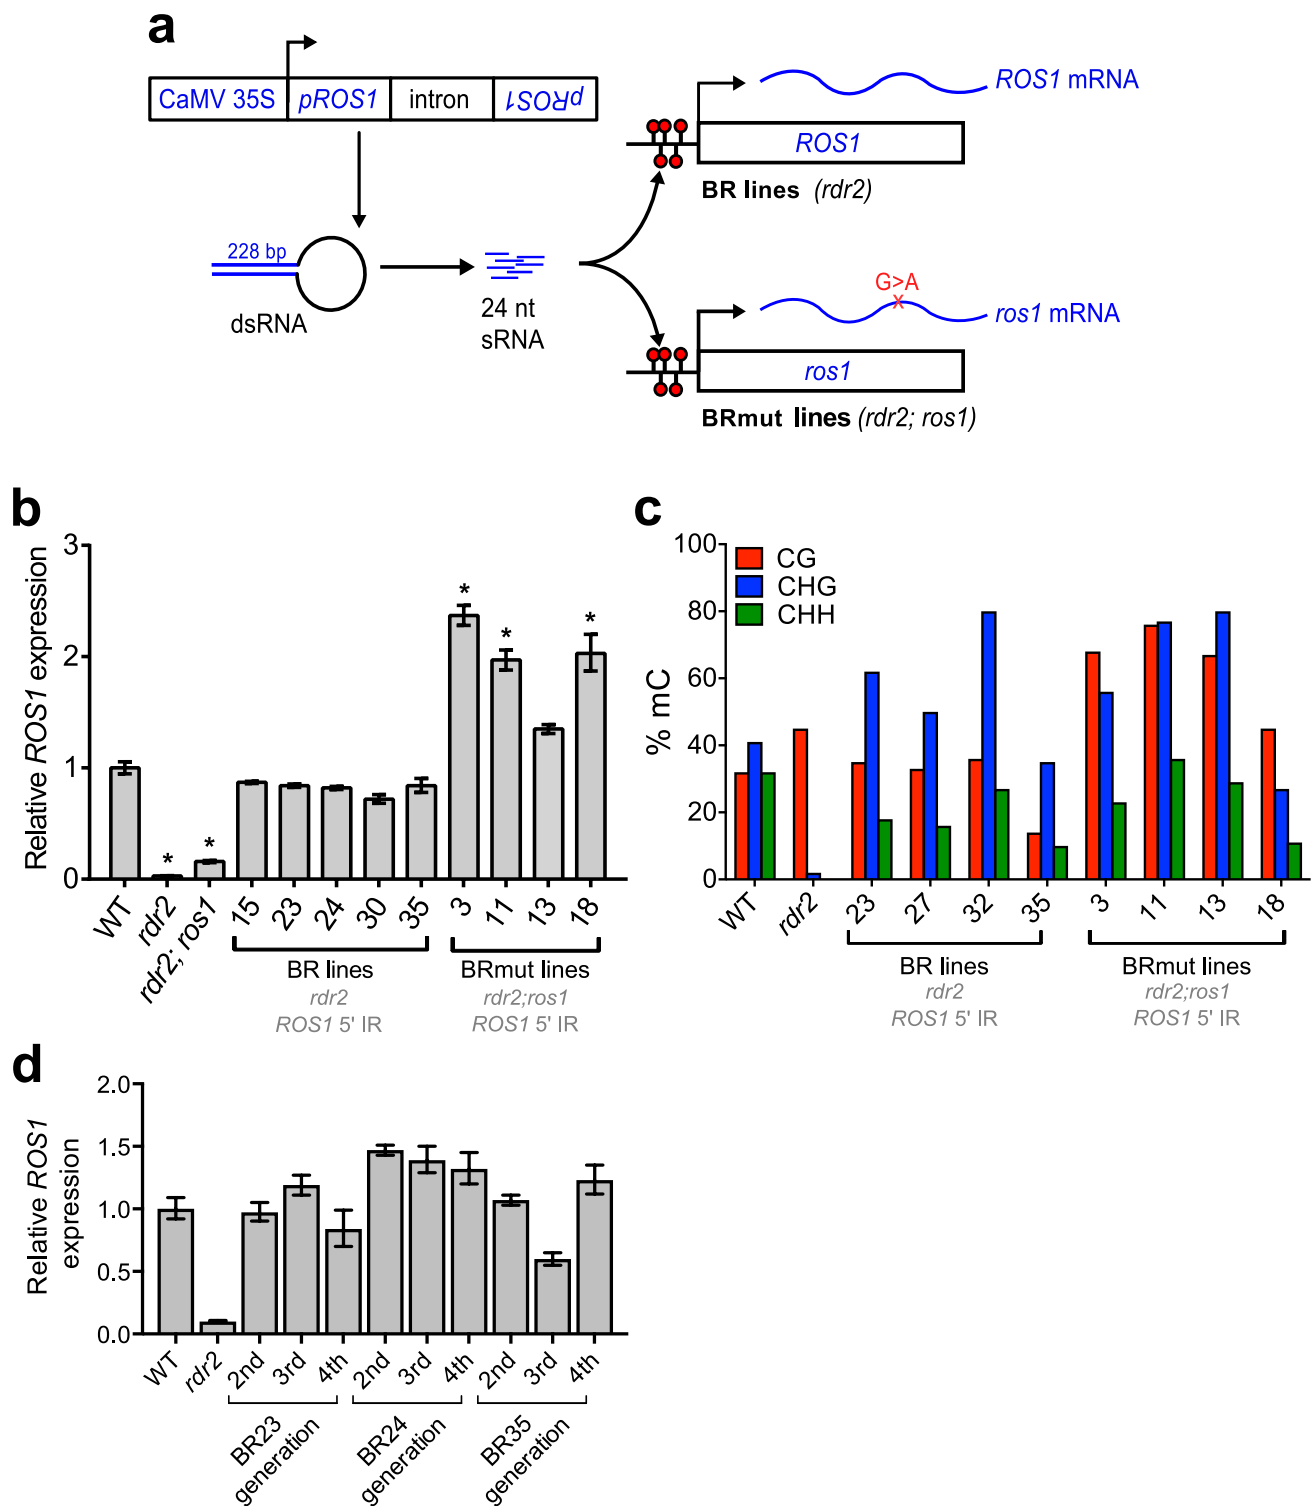 a
CaMV 35S pROS1 intron pROS1
228 bp
dsRNA
24 nt
sRNA
ROS1 mRNA
ROS1
BR lines (rdr2)
G>A
X
ros1 mRNA
ros1
BRmut lines (rdr2; ros1)
b
Relative ROS1 expression
3
2
1
0
* * * * *
WT rdr2 rdr2; ros1 15 23 24 30 35 3 11 13 18
BR lines
rdr2
ROS1 5' IR
BRmut lines
rdr2;ros1
ROS1 5' IR
c
% mC
100
80
60
40
20
0
CG
CHG
CHH
WT rdr2 23 27 32 35 3 11 13 18
BR lines
rdr2
ROS1 5' IR
BRmut lines
rdr2;ros1
ROS1 5' IR
d
Relative ROS1
expression
2.0
1.5
1.0
0.5
0.0
WT rdr2 2nd 3rd 4th 2nd 3rd 4th 2nd 3rd 4th
BR23
generation
BR24
generation
BR35
generation